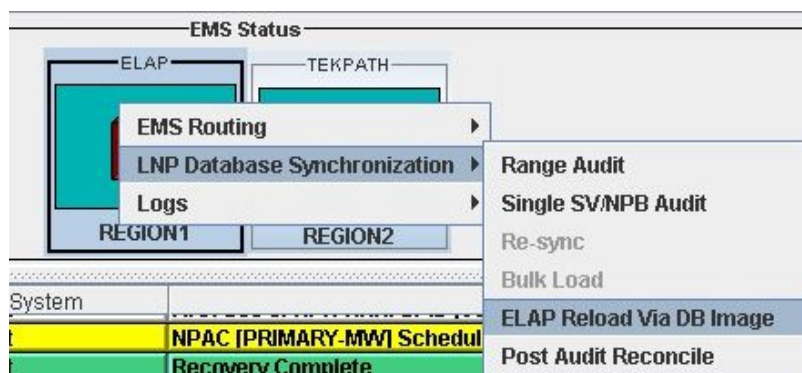 EMS Status
ELAP
TEKPATH
EMS Routing
LNP Database Synchronization
Logs
REGION1
REGION2
Range Audit
Single SV/NPB Audit
Re-sync
Bulk Load
ELAP Reload Via DB Image
Post Audit Reconcile
System
NPAC [PRIMARY-MW] Schedul
Recovery Complete